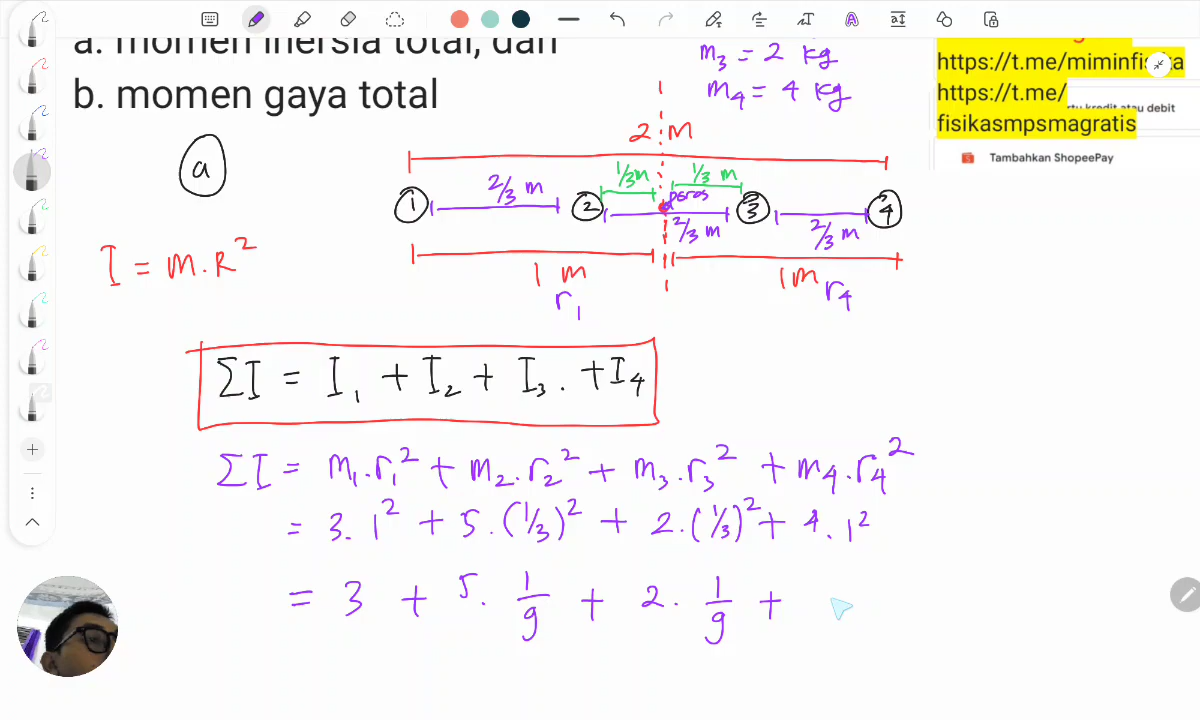 a. momen inersia total, dan
b. momen gaya total
m₃ = 2 kg
m₄ = 4 kg
https://t.me/miminfisika
https://t.me/
fisikasmpsmagratis
kredit atau debit
Tambahkan ShopeePay
a
2 m
2/3 m
1/3 m
1/3 m
1
2
poros
3
4
2/3 m
2/3 m
I = m.R²
1 m
1 m
r₁
r₄
ΣI = I₁ + I₂ + I₃ . + I₄
ΣI = m₁.r₁² + m₂.r₂² + m₃.r₃² + m₄.r₄²
= 3.1² + 5.(1/3)² + 2.(1/3)² + 4.1²
= 3 + 5. 1/9 + 2. 1/9 +